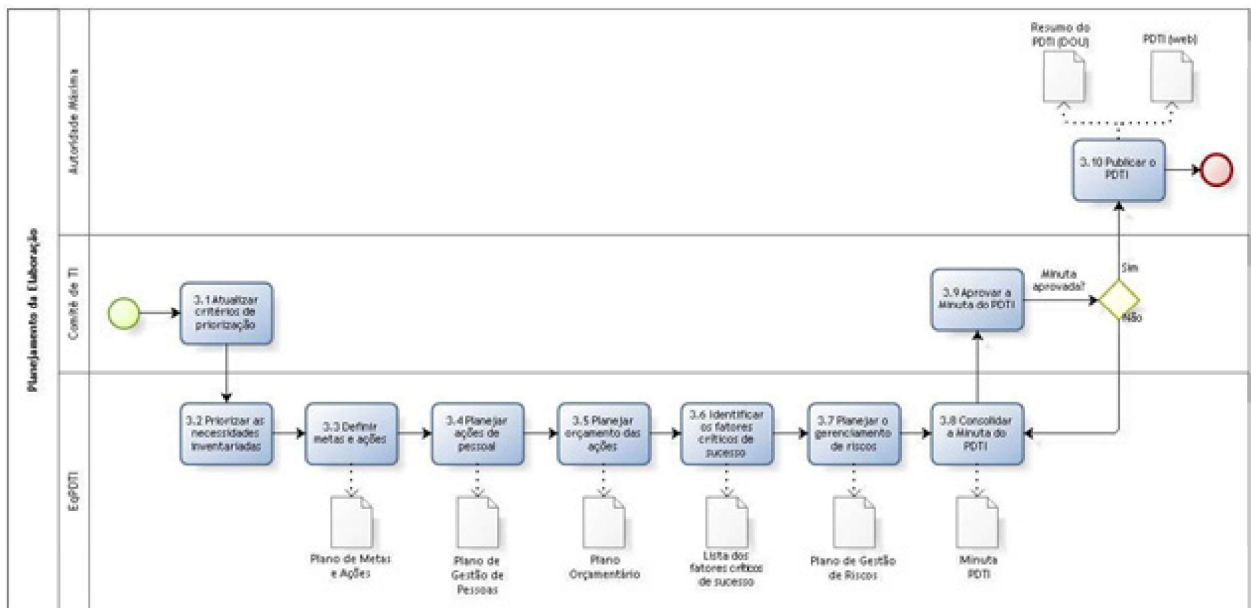 Planejamento da Elaboração
Autoridade Máxima
Resumo do
PDTI (DOU)
PDTI (web)
3.10 Publicar o
PDTI
Comitê de TI
3.1 Atualizar
critérios de
priorização
3.9 Aprovar a
Minuta do PDTI
Minuta
aprovada?
Sim
Não
EqPDTI
3.2 Priorizar as
necessidades
inventariadas
3.3 Definir
metas e ações
3.4 Planejar
ações de
pessoal
3.5 Planejar
orçamento das
ações
3.6 Identificar
os fatores
críticos de
sucesso
3.7 Planejar o
gerenciamento
de riscos
3.8 Consolidar
a Minuta do
PDTI
Plano de Metas
e Ações
Plano de
Gestão de
Pessoas
Plano
Orçamentário
Lista dos
fatores críticos
de sucesso
Plano de Gestão
de Riscos
Minuta
PDTI